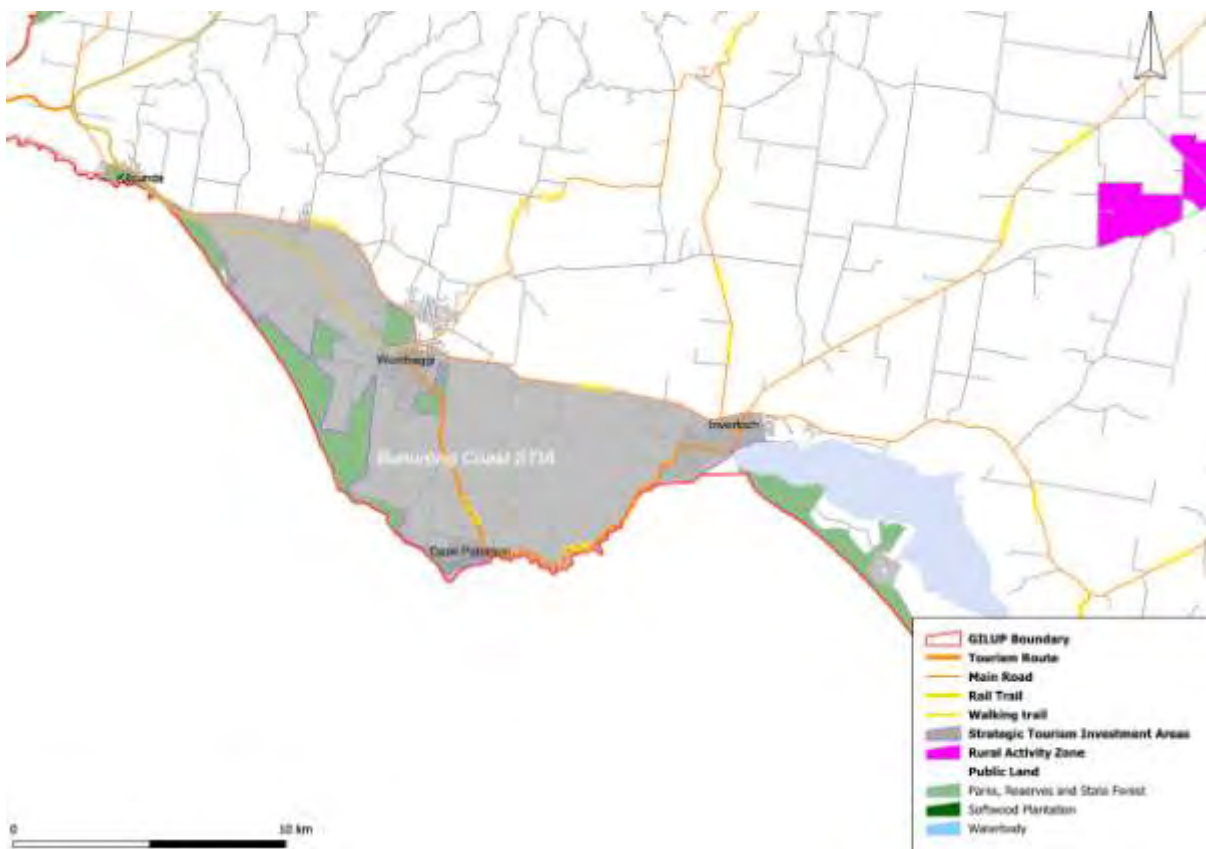 Kilcunda
Wonthaggi
Inverloch
Bunurong Coast STIA
Cape Paterson
GILUP Boundary
Tourism Route
Main Road
Rail Trail
Walking trail
Strategic Tourism Investment Areas
Rural Activity Zone
Public Land
Parks, Reserves and State Forest
Softwood Plantation
Waterbody
0 10 km